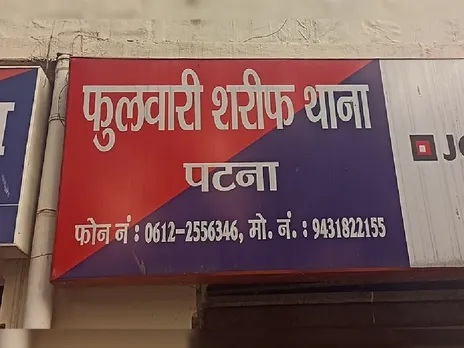 फुलवारी शरीफ थाना
पटना
फोन नं : 0612-2556346, मो. नं. : 9431822155